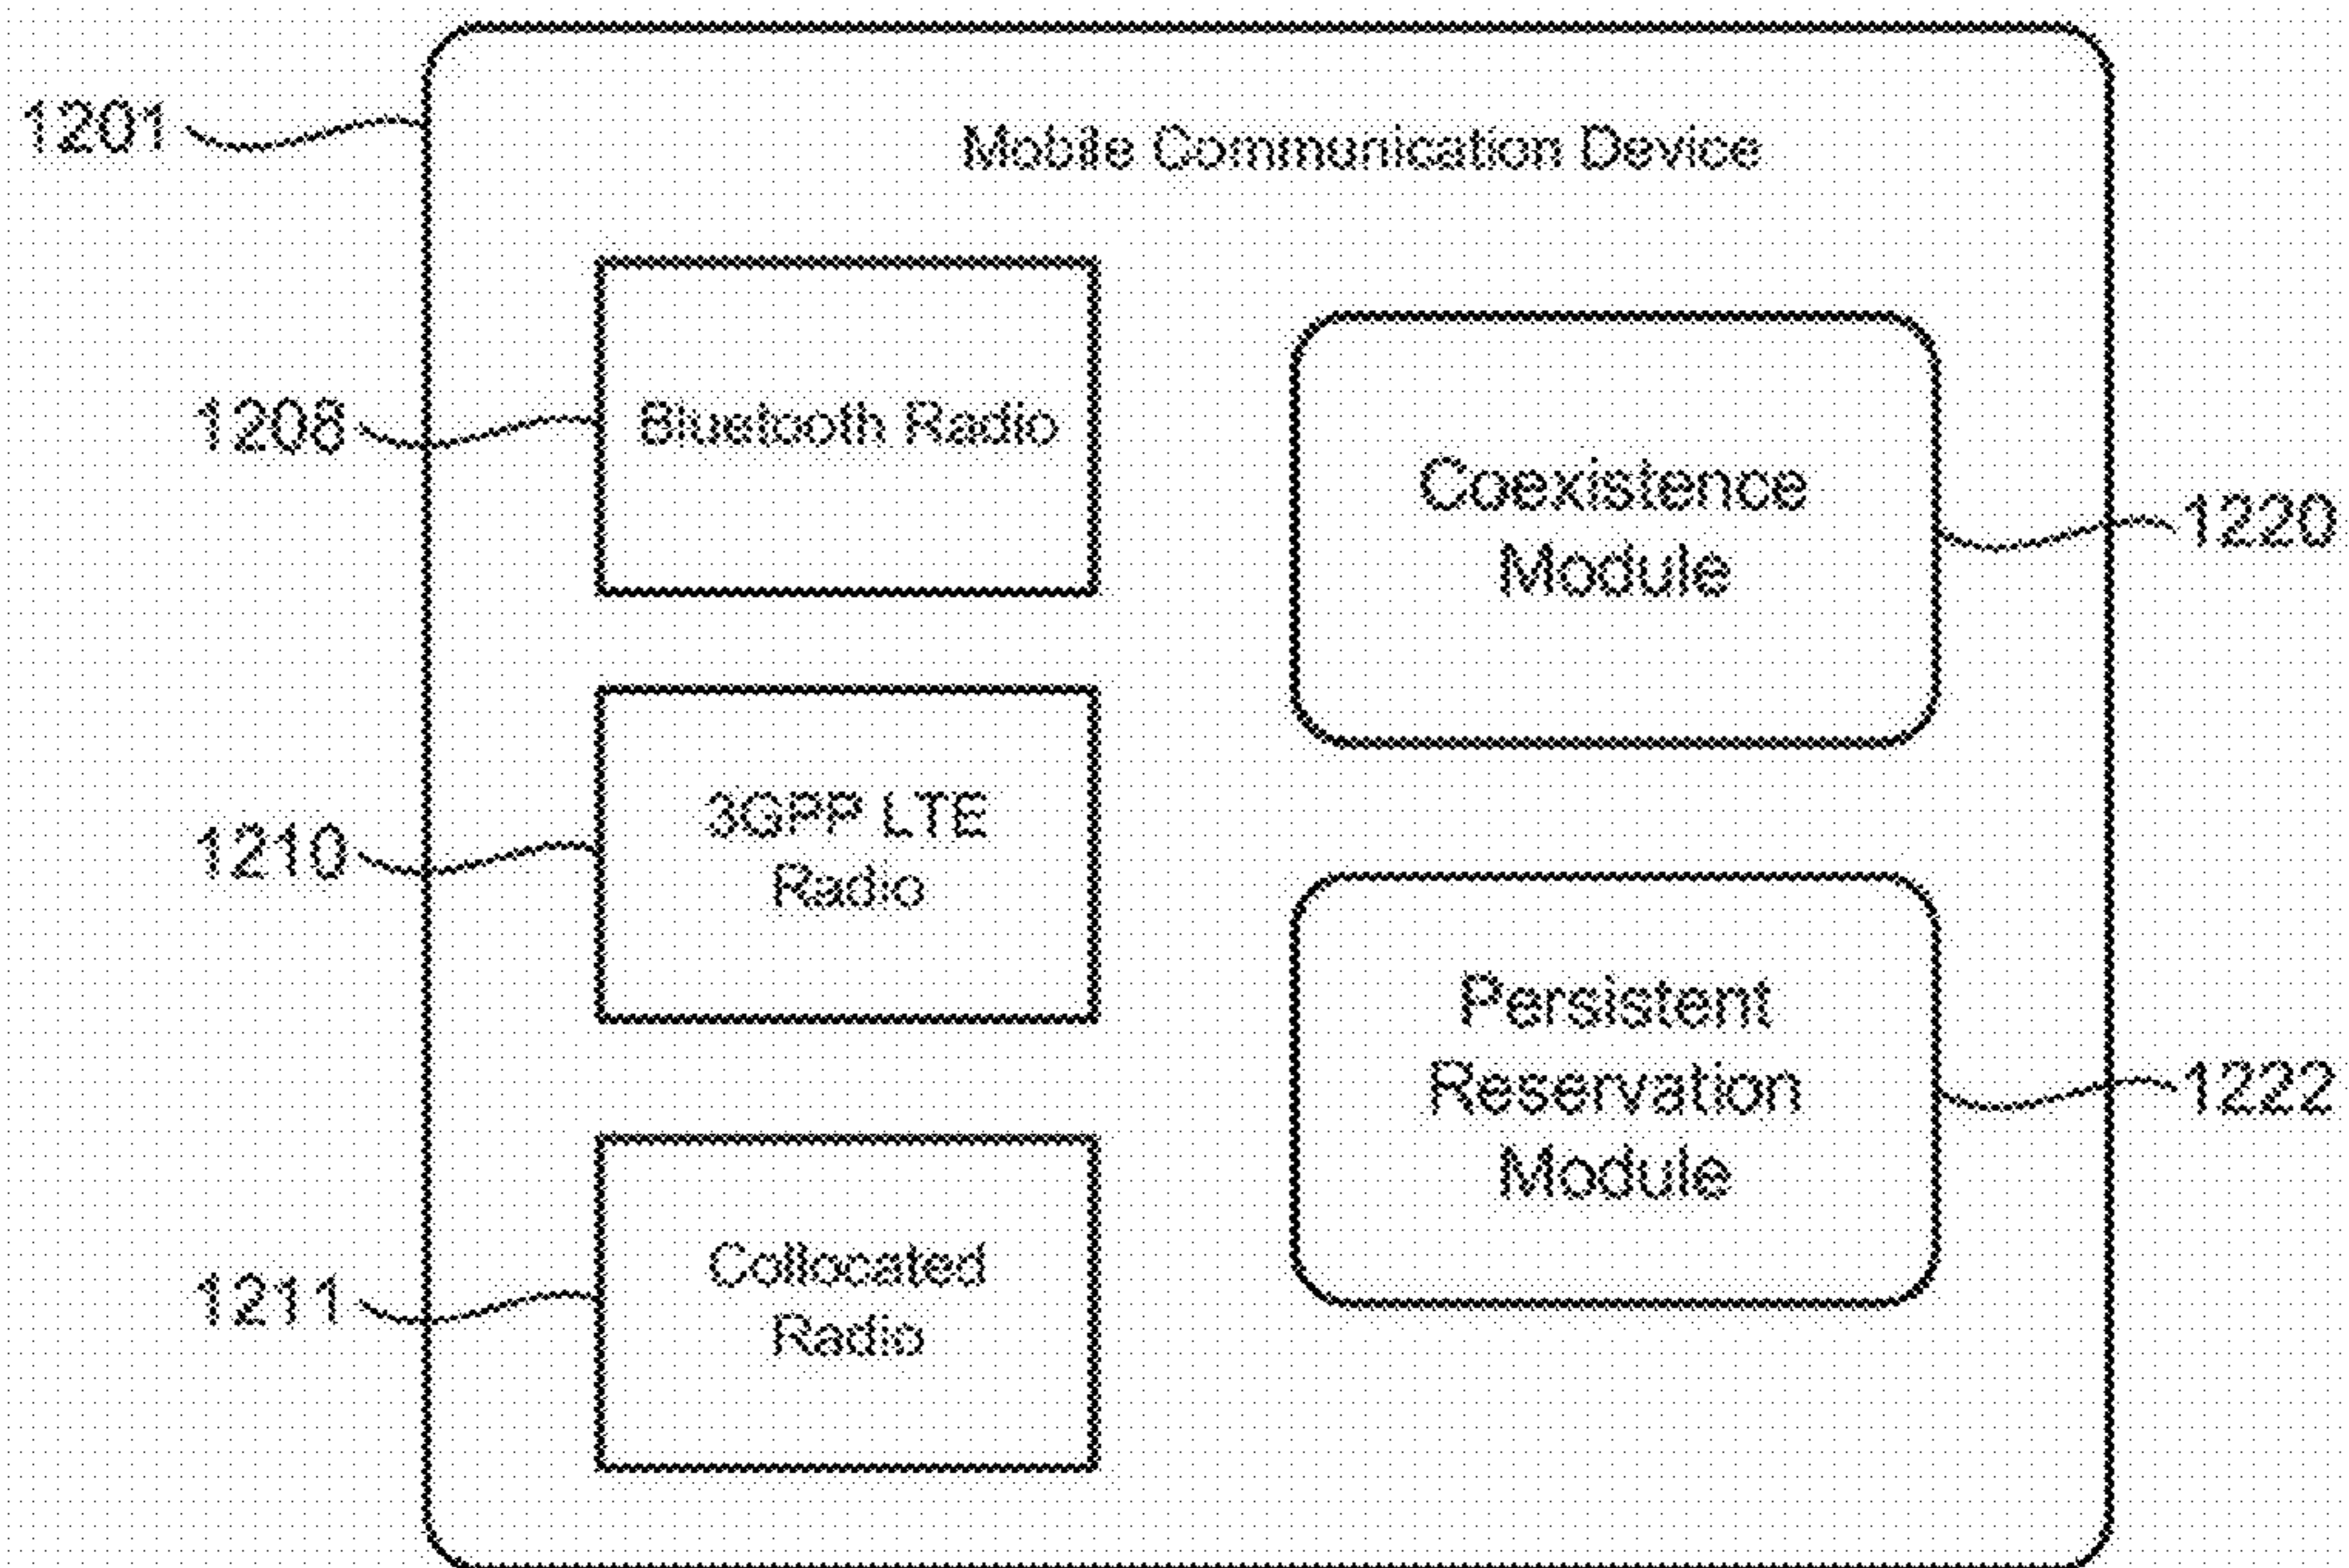 1201
Mobile Communication Device
1208
Bluetooth Radio
Coexistence
Module
1220
1210
3GPP LTE
Radio
Persistent
Reservation
Module
1222
1211
Collocated
Radio